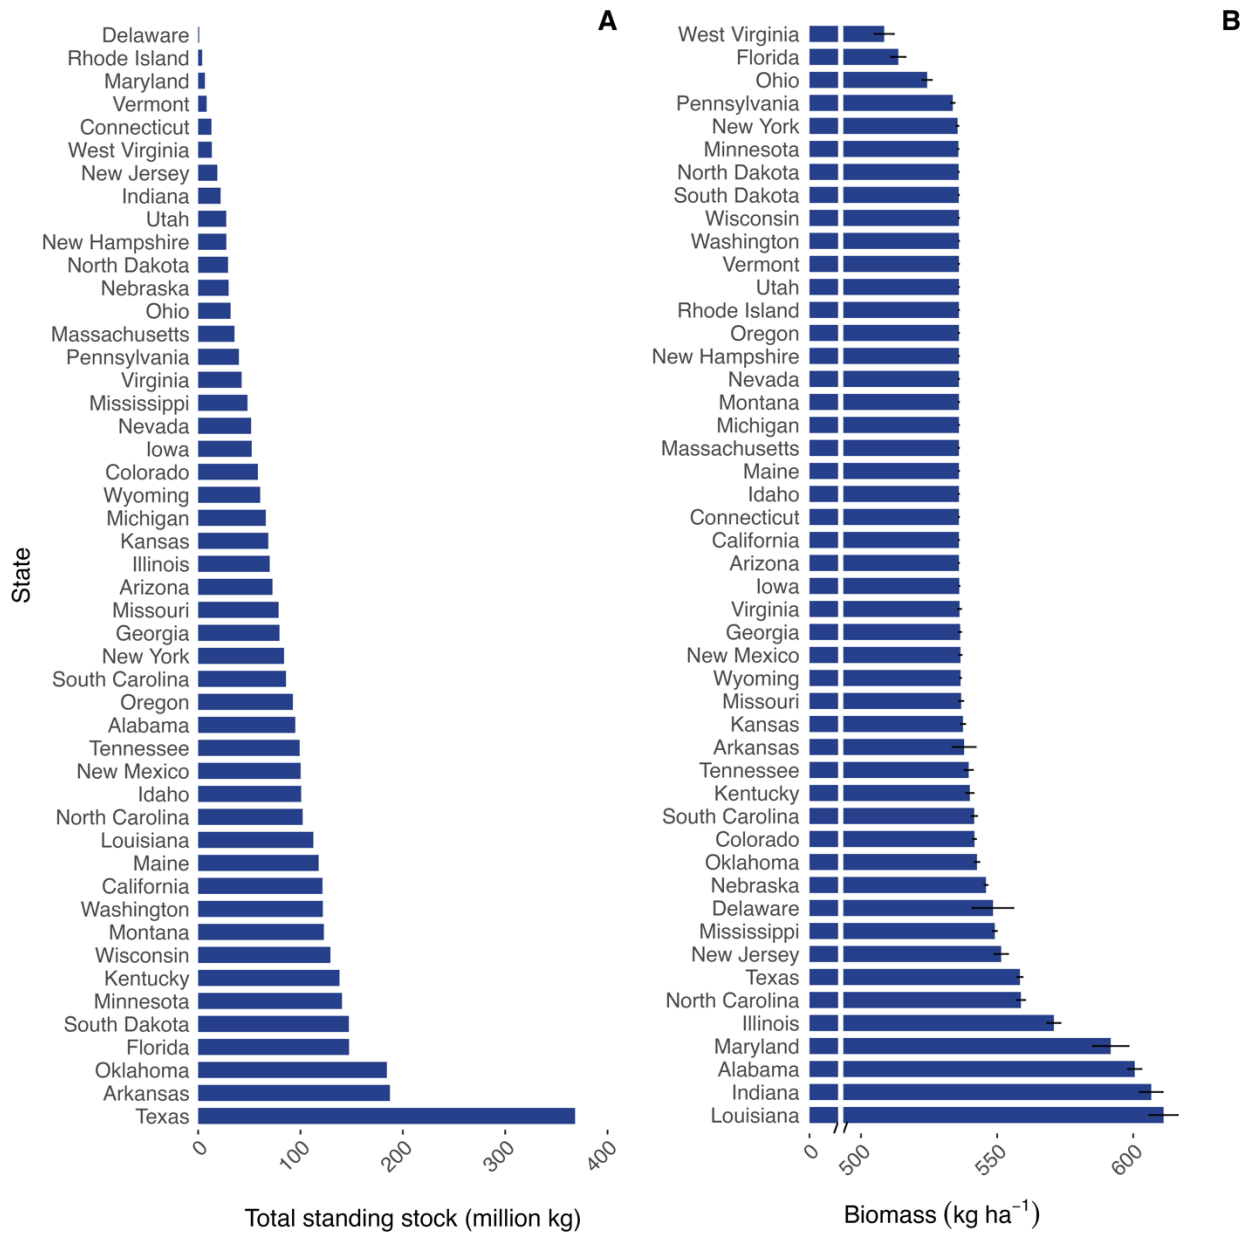 A
Delaware
Rhode Island
Maryland
Vermont
Connecticut
West Virginia
New Jersey
Indiana
Utah
New Hampshire
North Dakota
Nebraska
Ohio
Massachusetts
Pennsylvania
Virginia
Mississippi
Nevada
Iowa
Colorado
Wyoming
Michigan
Kansas
Illinois
Arizona
Missouri
Georgia
New York
South Carolina
Oregon
Alabama
Tennessee
New Mexico
Idaho
North Carolina
Louisiana
Maine
California
Washington
Montana
Wisconsin
Kentucky
Minnesota
South Dakota
Florida
Oklahoma
Arkansas
Texas
State
0
100
200
300
400
Total standing stock (million kg)
B
West Virginia
Florida
Ohio
Pennsylvania
New York
Minnesota
North Dakota
South Dakota
Wisconsin
Washington
Vermont
Utah
Rhode Island
Oregon
New Hampshire
Nevada
Montana
Michigan
Massachusetts
Maine
Idaho
Connecticut
California
Arizona
Iowa
Virginia
Georgia
New Mexico
Wyoming
Missouri
Kansas
Arkansas
Tennessee
Kentucky
South Carolina
Colorado
Oklahoma
Nebraska
Delaware
Mississippi
New Jersey
Texas
North Carolina
Illinois
Maryland
Alabama
Indiana
Louisiana
0
500
550
600
Biomass (kg ha⁻¹)